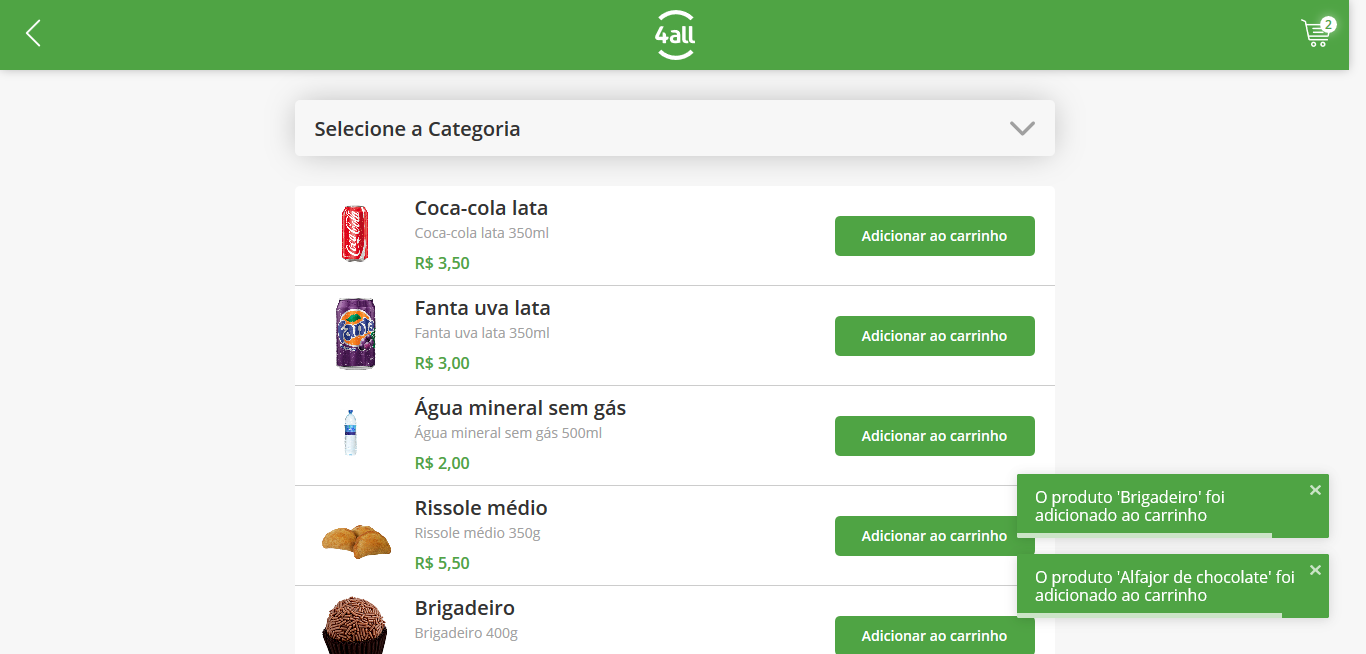 4all
2
Selecione a Categoria
Coca-cola lata
Coca-cola lata 350ml
R$ 3,50
Adicionar ao carrinho
Fanta uva lata
Fanta uva lata 350ml
R$ 3,00
Adicionar ao carrinho
Água mineral sem gás
Água mineral sem gás 500ml
R$ 2,00
Adicionar ao carrinho
Rissole médio
Rissole médio 350g
R$ 5,50
Adicionar ao carrinho
Brigadeiro
Brigadeiro 400g
Adicionar ao carrinho
O produto 'Brigadeiro' foi
adicionado ao carrinho
O produto 'Alfajor de chocolate' foi
adicionado ao carrinho
Coca-Cola
Fanta